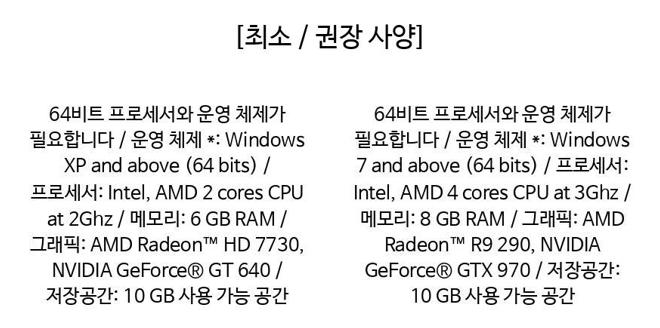 [최소 / 권장 사양]
64비트 프로세서와 운영 체제가
필요합니다 / 운영 체제 *: Windows
XP and above (64 bits) /
프로세서: Intel, AMD 2 cores CPU
at 2Ghz / 메모리: 6 GB RAM /
그래픽: AMD Radeon™ HD 7730,
NVIDIA GeForce® GT 640 /
저장공간: 10 GB 사용 가능 공간
64비트 프로세서와 운영 체제가
필요합니다 / 운영 체제 *: Windows
7 and above (64 bits) / 프로세서:
Intel, AMD 4 cores CPU at 3Ghz /
메모리: 8 GB RAM / 그래픽: AMD
Radeon™ R9 290, NVIDIA
GeForce® GTX 970 / 저장공간:
10 GB 사용 가능 공간